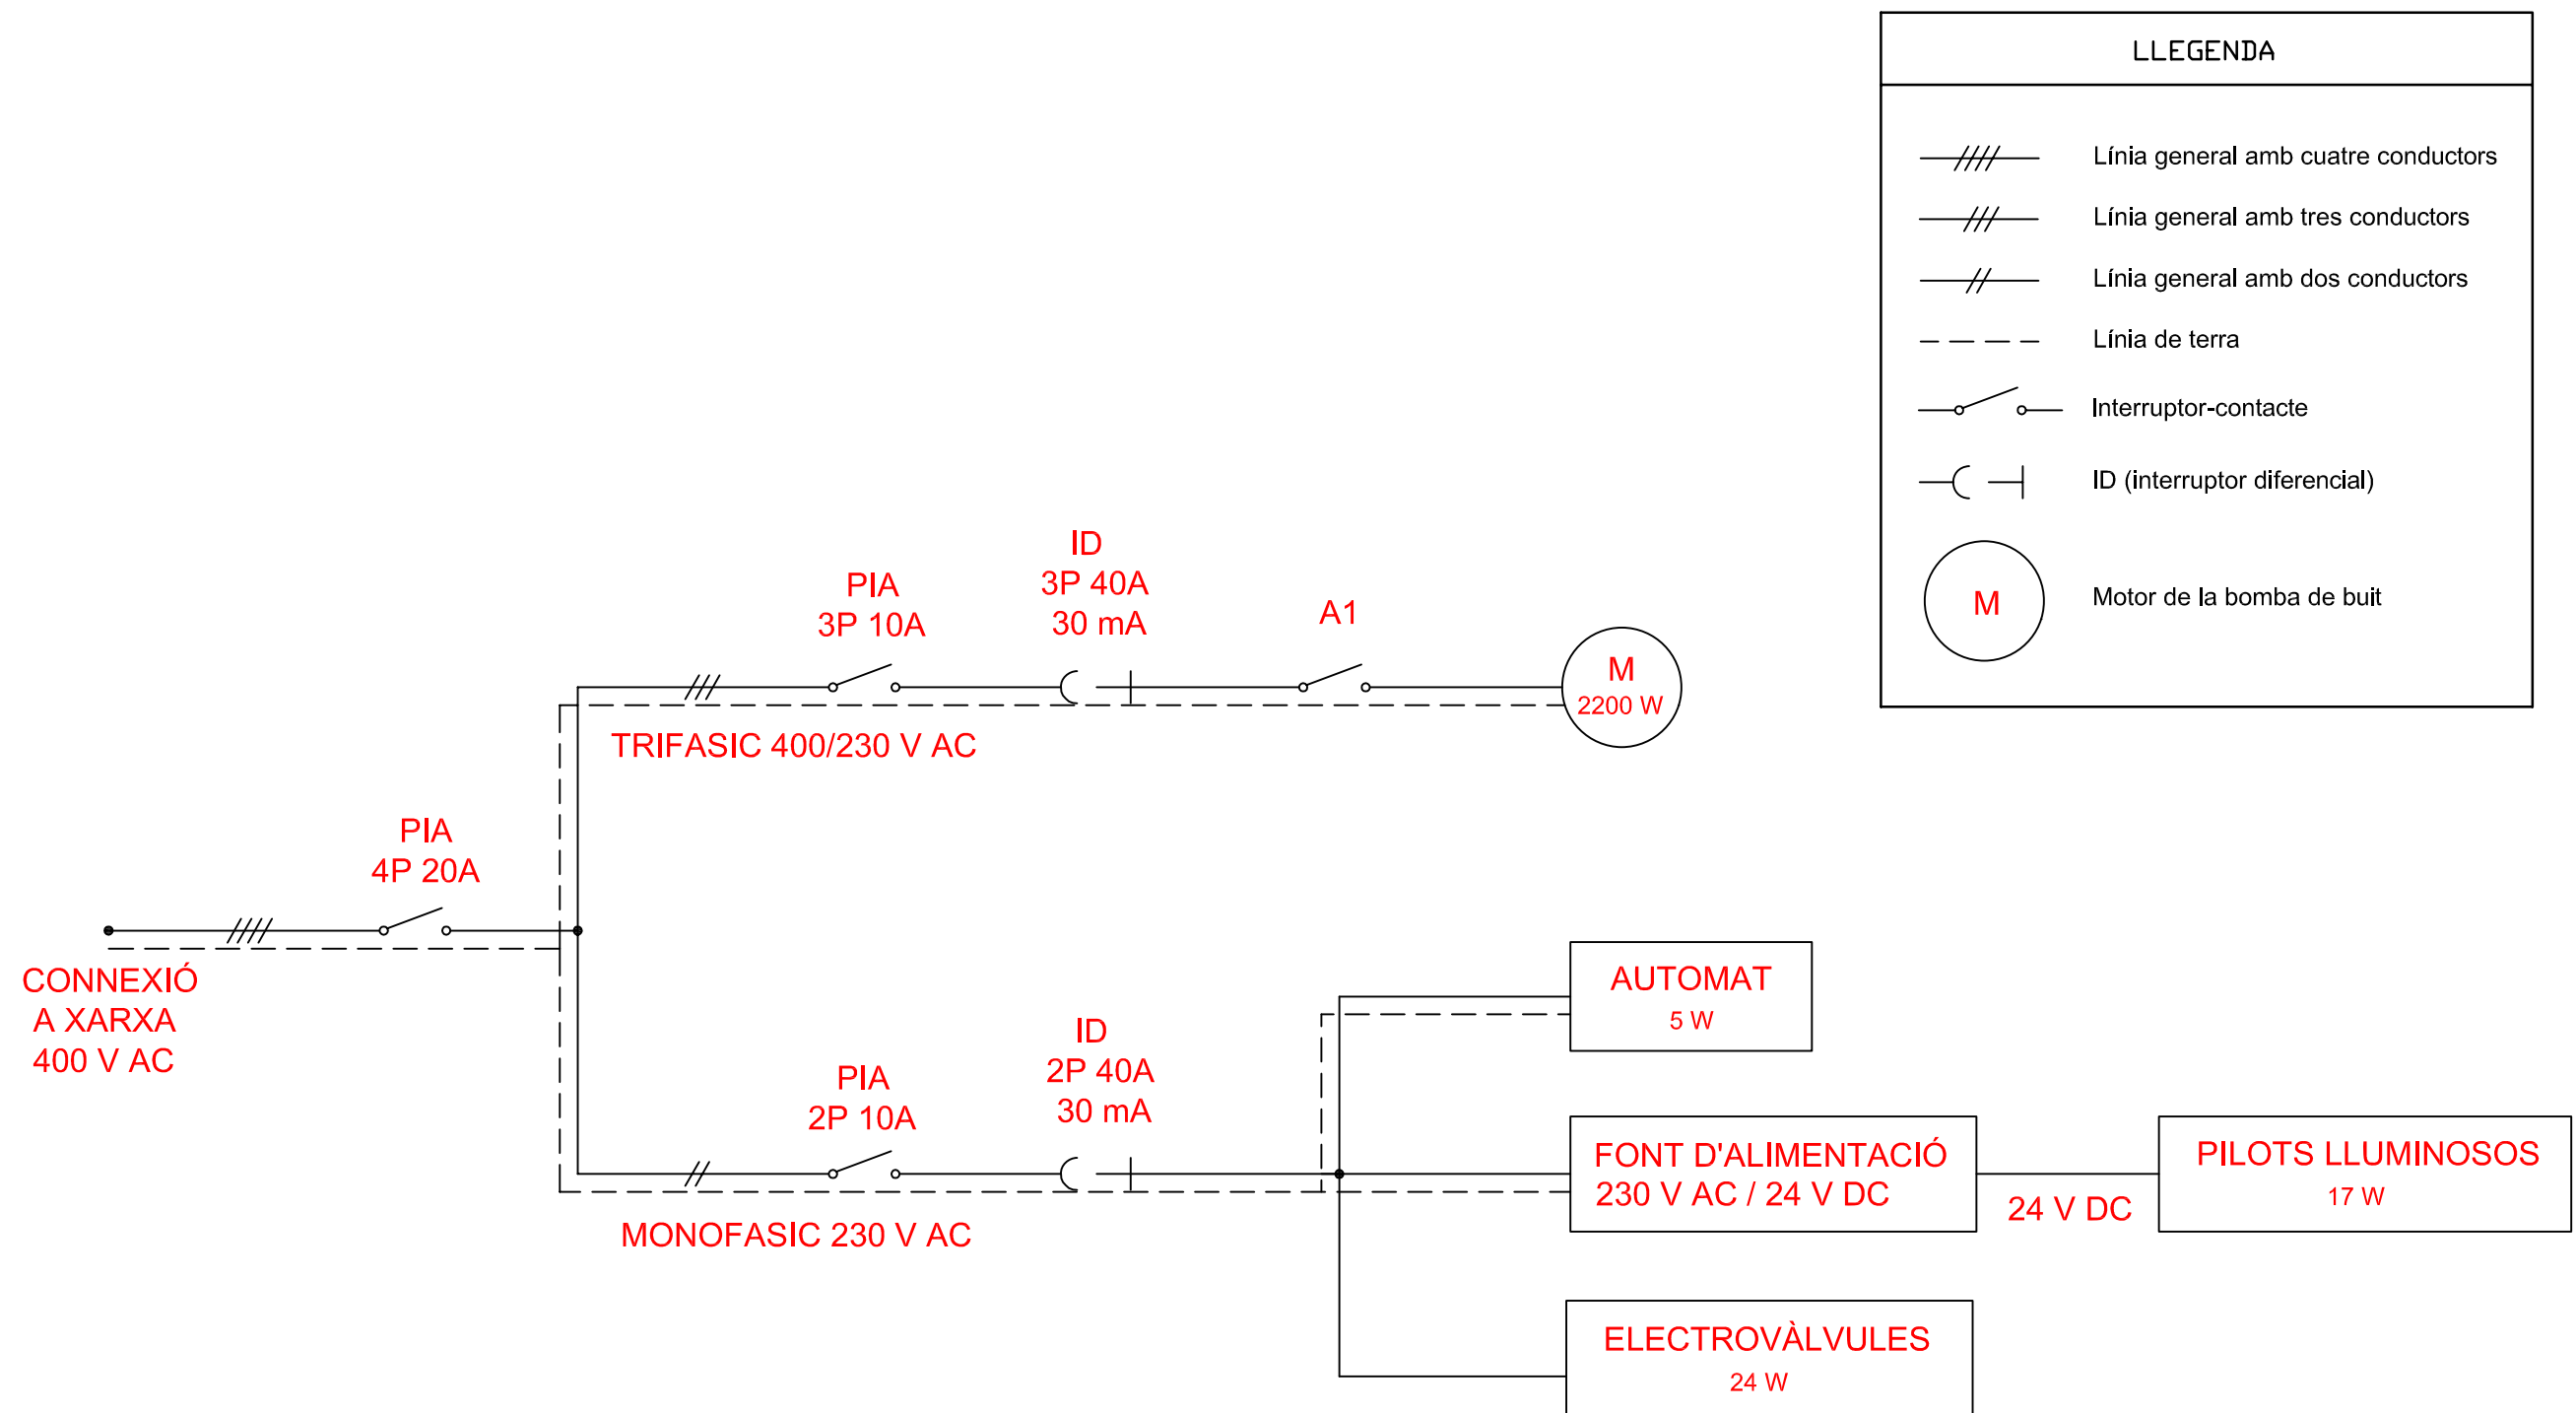 LLEGENDA
Línia general amb cuatre conductors
Línia general amb tres conductors
Línia general amb dos conductors
Línia de terra
Interruptor-contacte
ID (interruptor diferencial)
M
Motor de la bomba de buit
PIA
3P 10A
ID
3P 40A
30 mA
A1
M
2200 W
TRIFASIC 400/230 V AC
PIA
4P 20A
CONNEXIÓ
A XARXA
400 V AC
PIA
2P 10A
ID
2P 40A
30 mA
MONOFASIC 230 V AC
AUTOMAT
5 W
FONT D'ALIMENTACIÓ
230 V AC / 24 V DC
24 V DC
PILOTS LLUMINOSOS
17 W
ELECTROVÀLVULES
24 W